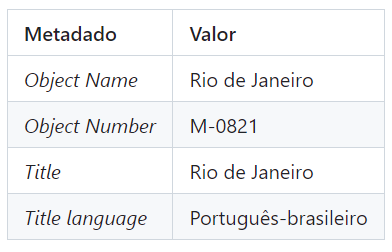 Metadado Valor
Object Name Rio de Janeiro
Object Number M-0821
Title Rio de Janeiro
Title language Português-brasileiro